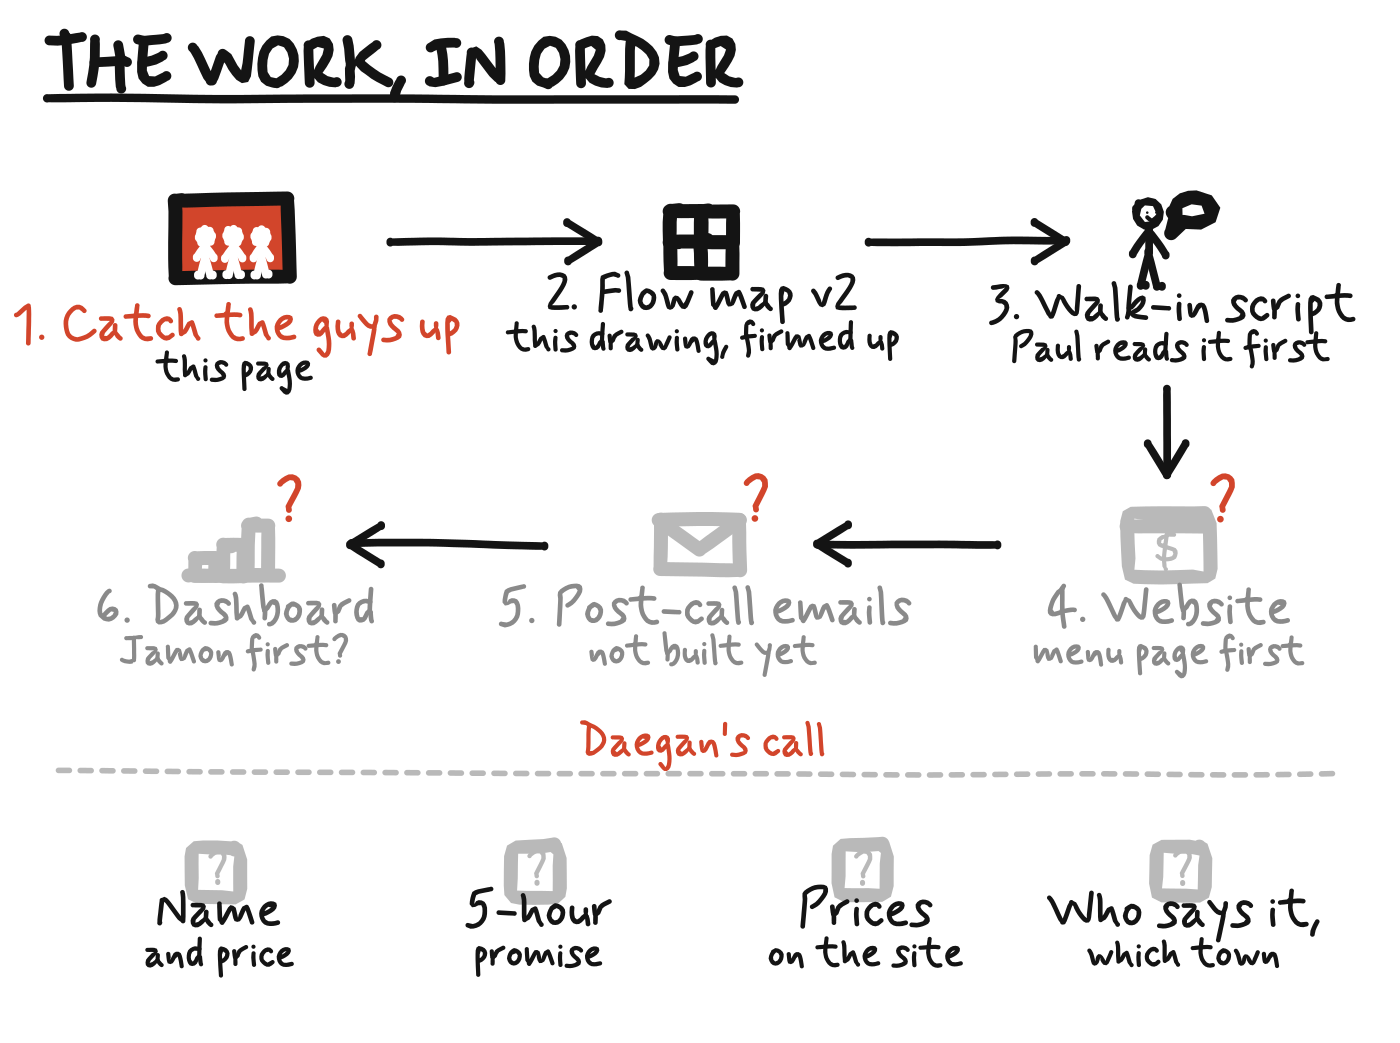 THE WORK, IN ORDER
1. Catch the guys up
this page
2. Flow map v2
this drawing, firmed up
3. Walk-in script
Paul reads it first
?
4. Website
menu page first
$
?
5. Post-call emails
not built yet
?
6. Dashboard
Jamon first?
Daegan's call
?
Name
and price
?
5-hour
promise
?
Prices
on the site
?
Who says it,
which town